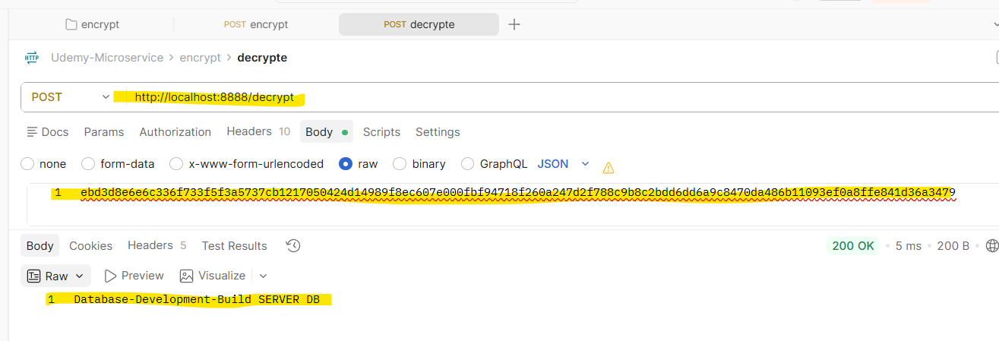 encrypt POST encrypt POST decrypte
HTTP Udemy-Microservice > encrypt > decrypte
POST http://localhost:8888/decrypt
Docs Params Authorization Headers 10 Body Scripts Settings
none form-data x-www-form-urlencoded raw binary GraphQL JSON
1 ebd3d8e6e6c336f733f5f3a5737cb1217050424d14989f8ec607e000fbf94718f260a247d2f788c9b8c2bdd6dd6a9c8470da486b11093ef0a8ffe841d36a3479
Body Cookies Headers 5 Test Results 200 OK • 5 ms • 200 B •
Raw Preview Visualize
1 Database-Development-Build SERVER DB